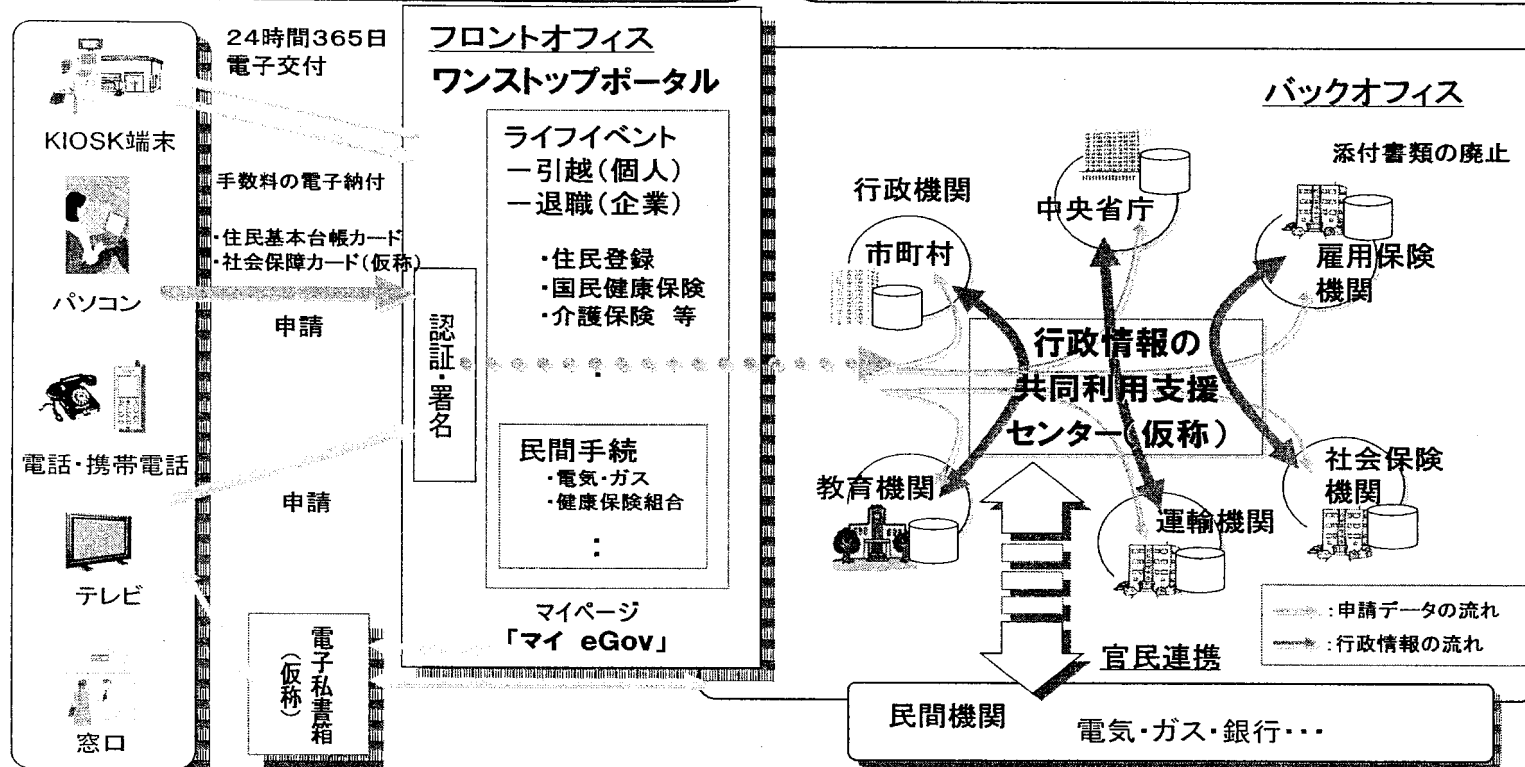 24時間365日
電子交付
KIOSK端末
手数料の電子納付
・住民基本台帳カード
・社会保障カード(仮称)
パソコン
申請
電話・携帯電話
申請
テレビ
窓口
電子私書箱
(仮称)
フロントオフィス
ワンストップポータル
ライフイベント
ー引越(個人)
ー退職(企業)
・住民登録
・国民健康保険
・介護保険 等
認証・署名
民間手続
・電気・ガス
・健康保険組合
:
マイページ
「マイ eGov」
バックオフィス
添付書類の廃止
行政機関
中央省庁
市町村
雇用保険
機関
行政情報の
共同利用支援
センター(仮称)
教育機関
運輸機関
社会保険
機関
:申請データの流れ
:行政情報の流れ
官民連携
民間機関
電気・ガス・銀行・・・